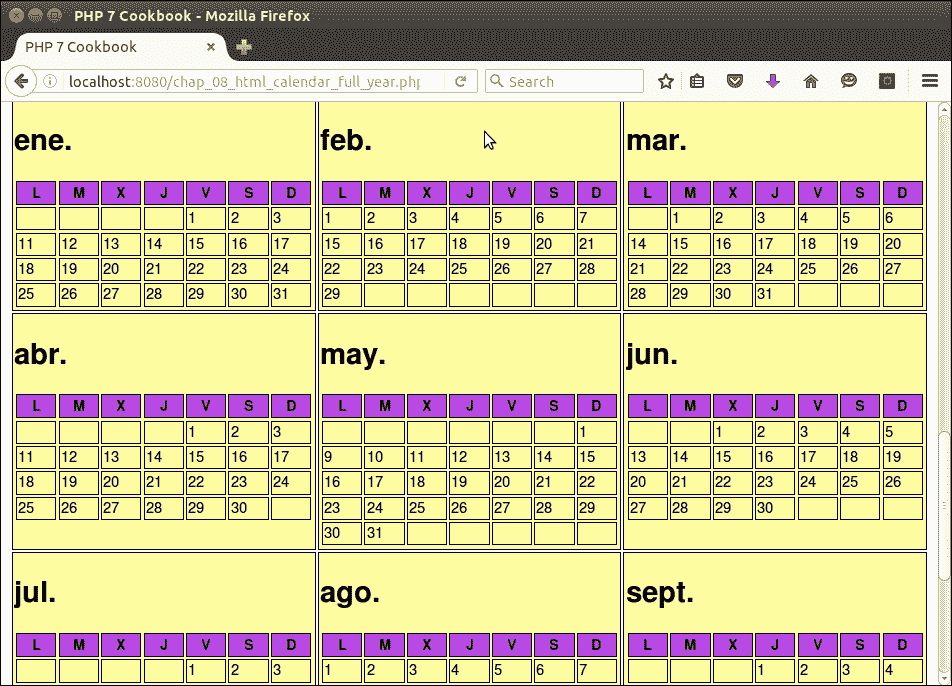 PHP 7 Cookbook - Mozilla Firefox
PHP 7 Cookbook
localhost:8080/chap_08_html_calendar_full_year.php
Search
ene.
L M X J V S D
1 2 3
11 12 13 14 15 16 17
18 19 20 21 22 23 24
25 26 27 28 29 30 31
feb.
L M X J V S D
1 2 3 4 5 6 7
15 16 17 18 19 20 21
22 23 24 25 26 27 28
29
mar.
L M X J V S D
1 2 3 4 5 6
14 15 16 17 18 19 20
21 22 23 24 25 26 27
28 29 30 31
abr.
L M X J V S D
1 2 3
11 12 13 14 15 16 17
18 19 20 21 22 23 24
25 26 27 28 29 30
may.
L M X J V S D
1
9 10 11 12 13 14 15
16 17 18 19 20 21 22
23 24 25 26 27 28 29
30 31
jun.
L M X J V S D
1 2 3 4 5
13 14 15 16 17 18 19
20 21 22 23 24 25 26
27 28 29 30
jul.
L M X J V S D
1 2 3
ago.
L M X J V S D
1 2 3 4 5 6 7
sept.
L M X J V S D
1 2 3 4